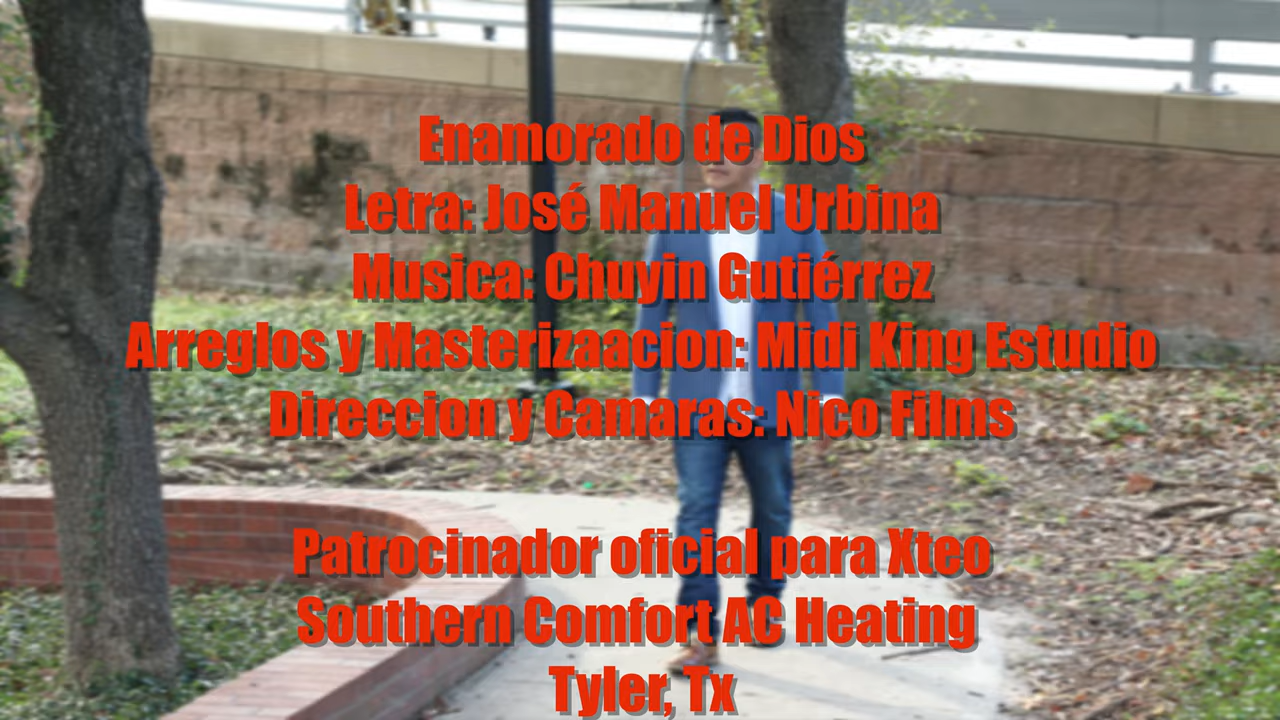 Enamorado de Dios
Letra: José Manuel Urbina
Musica: Chuyin Gutiérrez
Arreglos y Masterizaacion: Midi King Estudio
Direccion y Camaras: Nico Films
Patrocinador oficial para Xteo
Southern Comfort AC Heating
Tyler, Tx